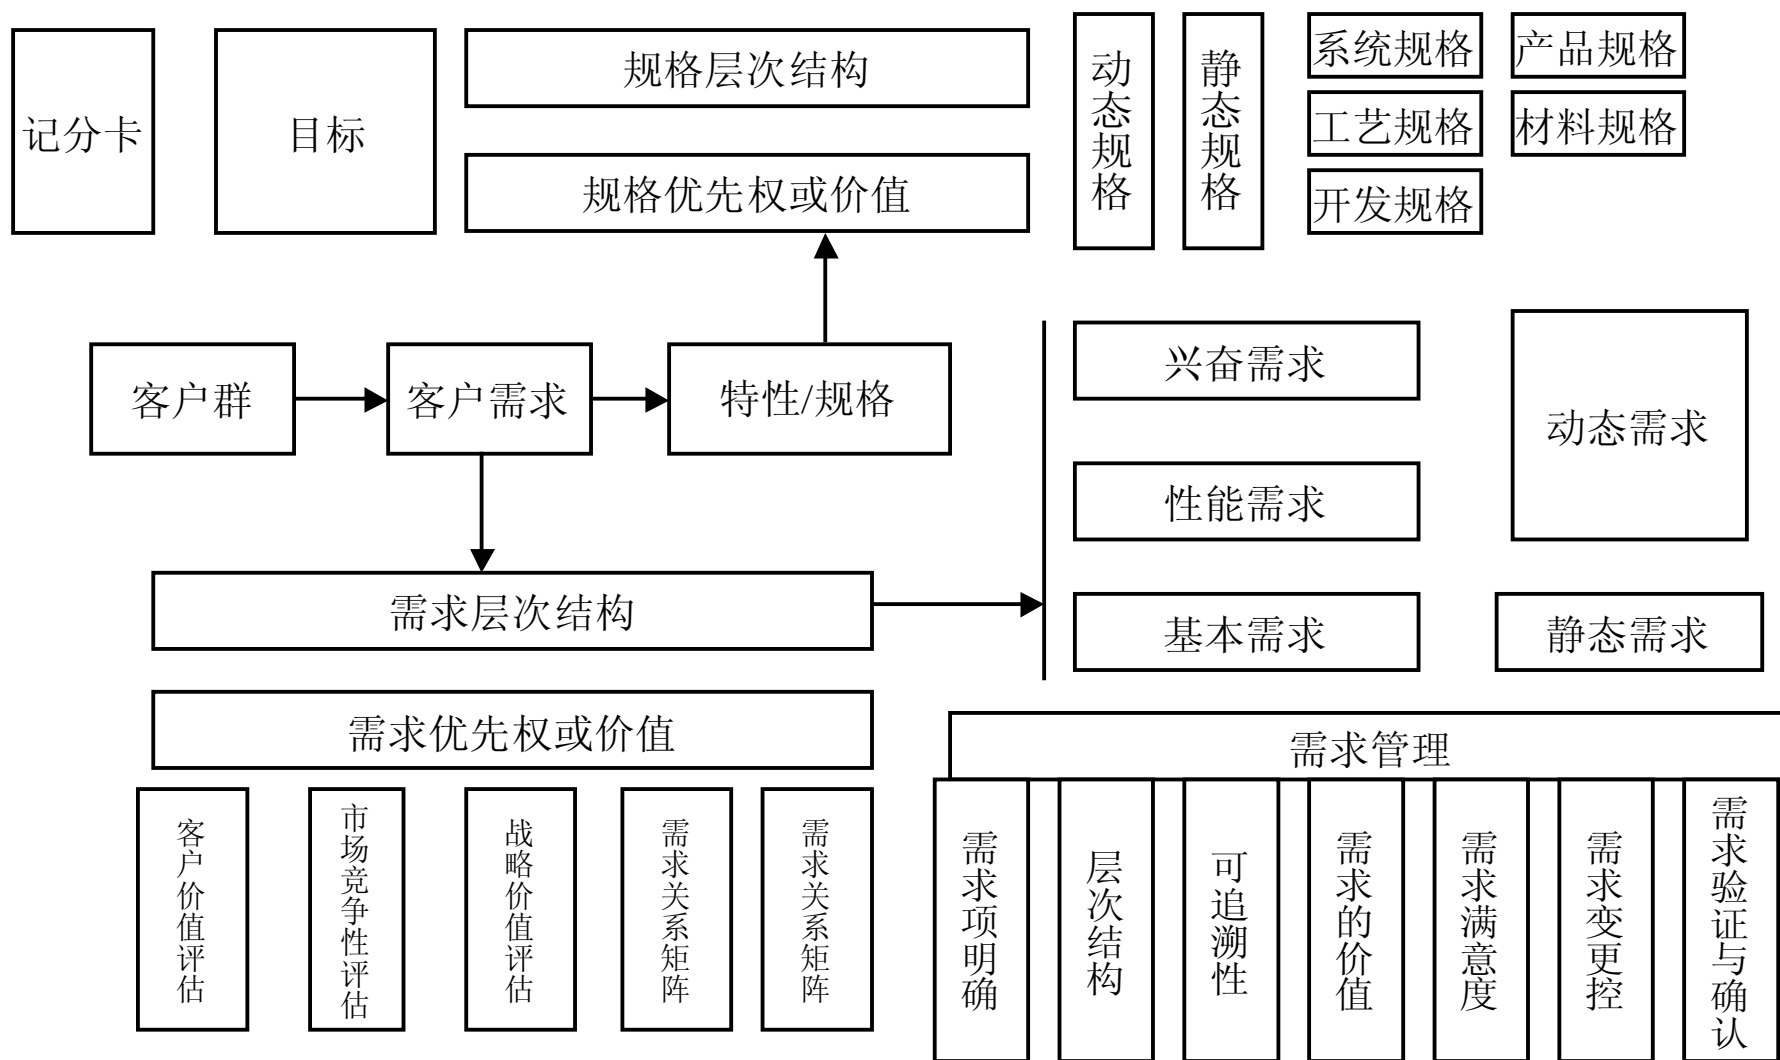 记分卡
目标
规格层次结构
规格优先权或价值
动态规格
静态规格
系统规格
产品规格
工艺规格
材料规格
开发规格
客户群
客户需求
特性/规格
兴奋需求
性能需求
基本需求
动态需求
静态需求
需求层次结构
需求优先权或价值
客户价值评估
市场竞争性评估
战略价值评估
需求关系矩阵
需求关系矩阵
需求管理
需求项明确
层次结构
可追溯性
需求的价值
需求满意度
需求变更控
需求验证与确认